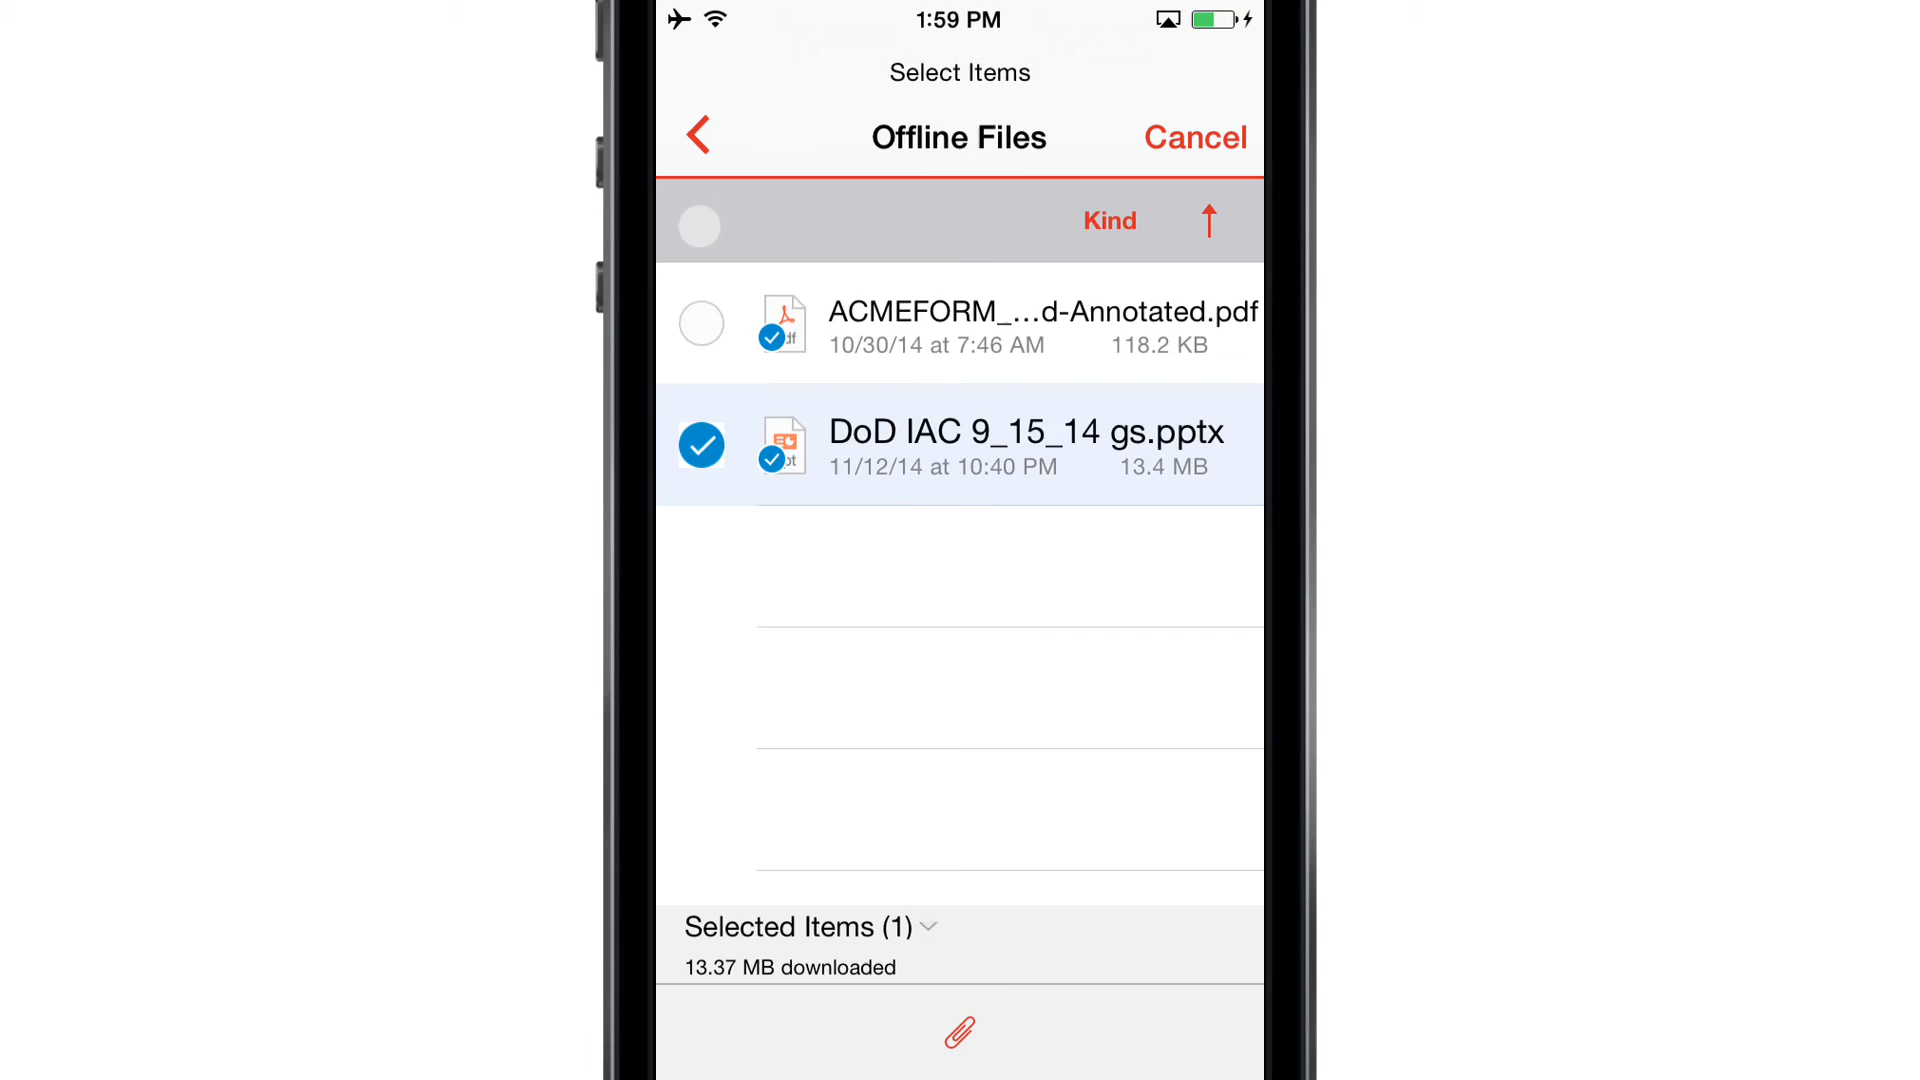 1:59 PM
Select Items
Offline Files
Cancel
Kind
ACMEFORM_...d-Annotated.pdf
10/30/14 at 7:46 AM 118.2 KB
DoD IAC 9_15_14 gs.pptx
11/12/14 at 10:40 PM 13.4 MB
Selected Items (1)
13.37 MB downloaded